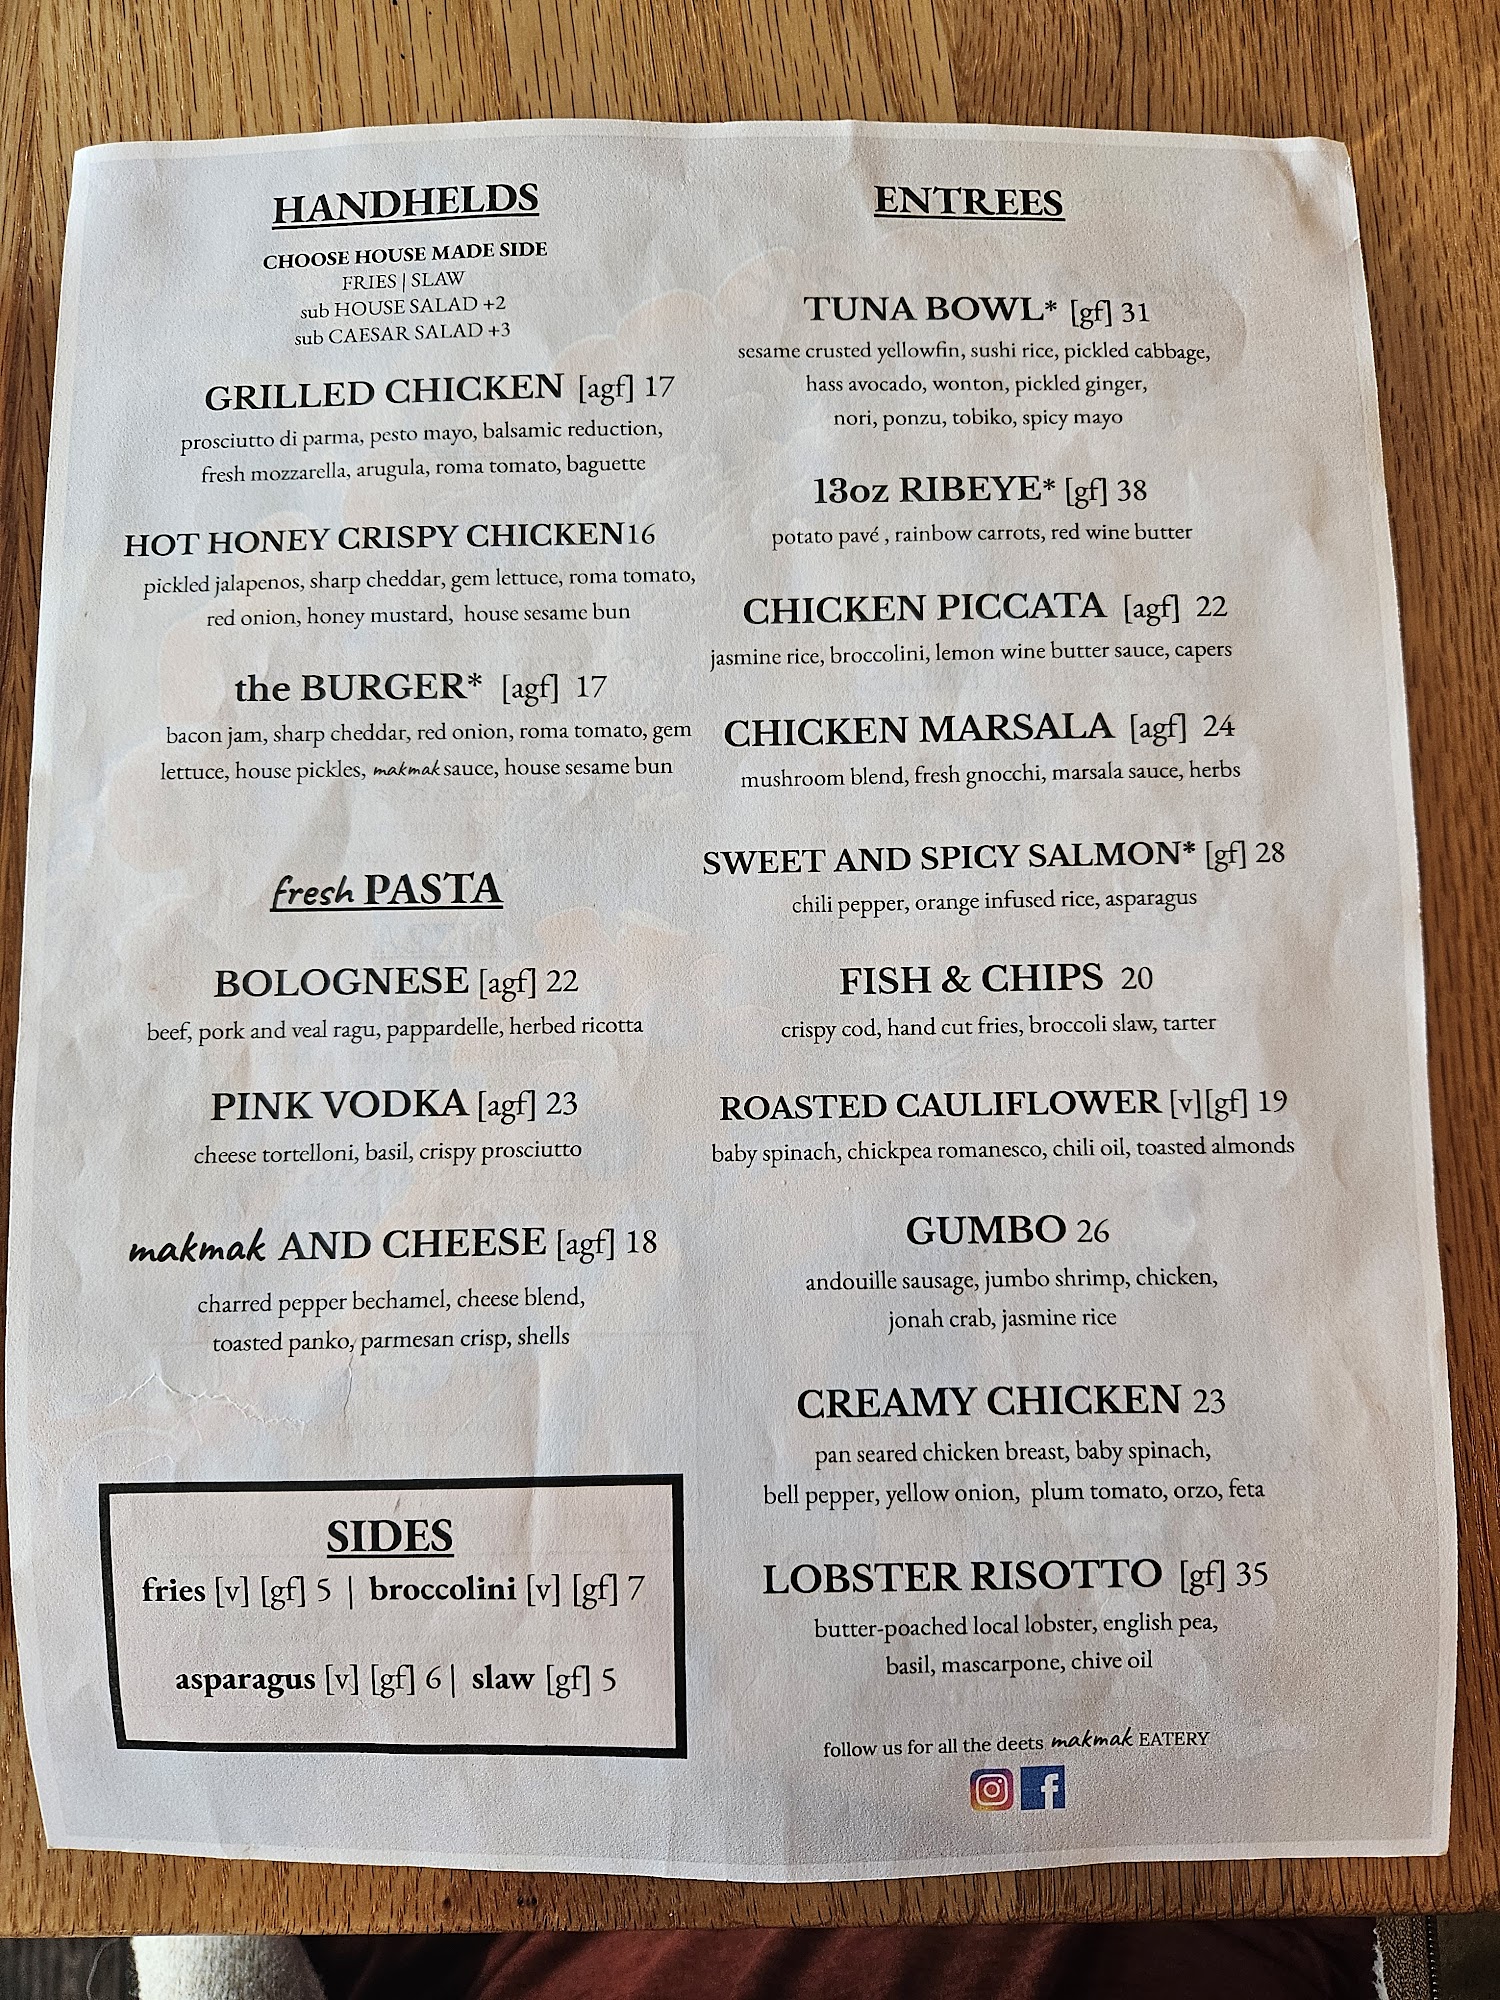 HANDHELDS
CHOOSE HOUSE MADE SIDE
FRIES | SLAW
sub HOUSE SALAD +2
sub CAESAR SALAD +3
GRILLED CHICKEN [agf] 17
prosciutto di parma, pesto mayo, balsamic reduction,
fresh mozzarella, arugula, roma tomato, baguette
HOT HONEY CRISPY CHICKEN16
pickled jalapenos, sharp cheddar, gem lettuce, roma tomato,
red onion, honey mustard, house sesame bun
the BURGER* [agf] 17
bacon jam, sharp cheddar, red onion, roma tomato, gem
lettuce, house pickles, makmak sauce, house sesame bun
fresh PASTA
BOLOGNESE [agf] 22
beef, pork and veal ragu, pappardelle, herbed ricotta
PINK VODKA [agf] 23
cheese tortelloni, basil, crispy prosciutto
makmak AND CHEESE [agf] 18
charred pepper bechamel, cheese blend,
toasted panko, parmesan crisp, shells
SIDES
fries [v] [gf] 5 | broccolini [v] [gf] 7
asparagus [v] [gf] 6 | slaw [gf] 5
ENTREES
TUNA BOWL* [gf] 31
sesame crusted yellowfin, sushi rice, pickled cabbage,
hass avocado, wonton, pickled ginger,
nori, ponzu, tobiko, spicy mayo
13oz RIBEYE* [gf] 38
potato pavé , rainbow carrots, red wine butter
CHICKEN PICCATA [agf] 22
jasmine rice, broccolini, lemon wine butter sauce, capers
CHICKEN MARSALA [agf] 24
mushroom blend, fresh gnocchi, marsala sauce, herbs
SWEET AND SPICY SALMON* [gf] 28
chili pepper, orange infused rice, asparagus
FISH & CHIPS 20
crispy cod, hand cut fries, broccoli slaw, tarter
ROASTED CAULIFLOWER [v][gf] 19
baby spinach, chickpea romanesco, chili oil, toasted almonds
GUMBO 26
andouille sausage, jumbo shrimp, chicken,
jonah crab, jasmine rice
CREAMY CHICKEN 23
pan seared chicken breast, baby spinach,
bell pepper, yellow onion, plum tomato, orzo, feta
LOBSTER RISOTTO [gf] 35
butter-poached local lobster, english pea,
basil, mascarpone, chive oil
follow us for all the deets makmak EATERY